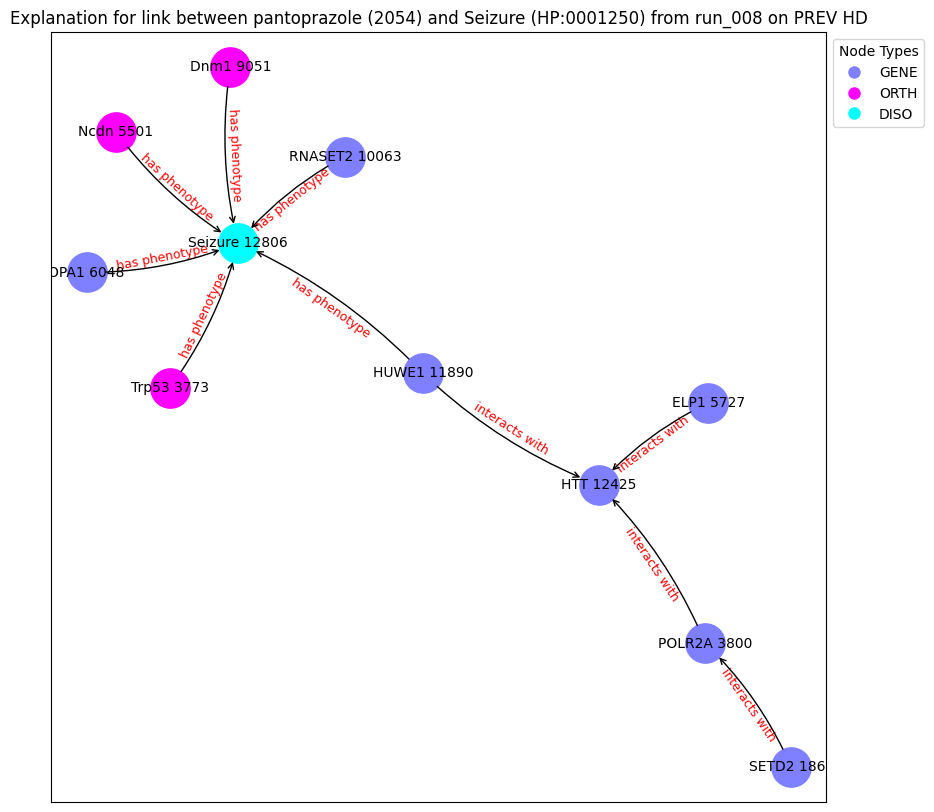 Explanation for link between pantoprazole (2054) and Seizure (HP:0001250) from run_008 on PREV HD
Node Types
GENE
ORTH
DISO
Dnm1 9051
Ncdn 5501
has phenotype
RNASET2 10063
has phenotype
has phenotype
Seizure 12806
has phenotype
OPA1 6048
has phenotype
has phenotype
Trp53 3773
HUWE1 11890
ELP1 5727
interacts with
interacts with
HTT 12425
interacts with
POLR2A 3800
interacts with
SETD2 186